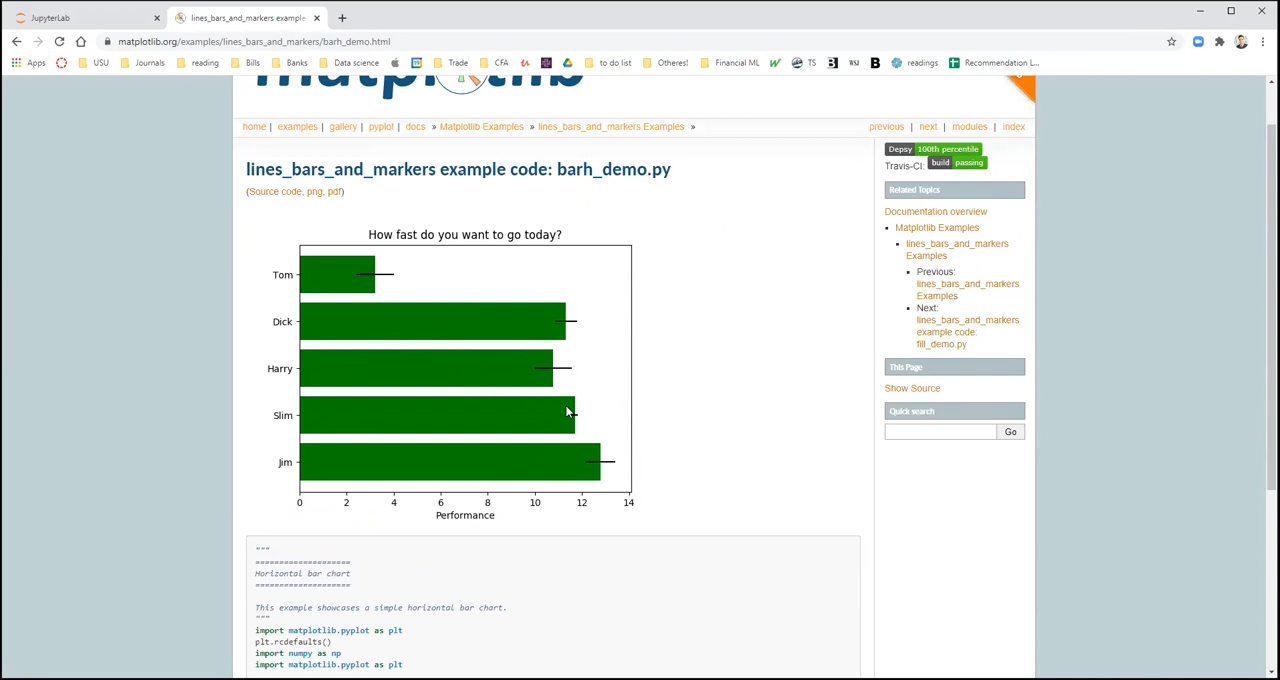 JupyterLab
lines_bars_and_markers example
matplotlib.org/examples/lines_bars_and_markers/barh_demo.html
Apps USU Journals reading Bills Banks Data science Trade CFA to do list Otheres! Financial ML TS WSJ B readings Recommendation L...
matplotlib
home | examples | gallery | pyplot | docs » Matplotlib Examples » lines_bars_and_markers Examples »
previous | next | modules | index
lines_bars_and_markers example code: barh_demo.py
(Source code, png, pdf)
How fast do you want to go today?
Tom
Dick
Harry
Slim
Jim
0 2 4 6 8 10 12 14
Performance
"""
====================
Horizontal bar chart
====================
This example showcases a simple horizontal bar chart.
"""
import matplotlib.pyplot as plt
plt.rcdefaults()
import numpy as np
import matplotlib.pyplot as plt
Depsy 100th percentile
Travis-CI: build passing
Related Topics
Documentation overview
Matplotlib Examples
lines_bars_and_markers
Examples
Previous:
lines_bars_and_markers
Examples
Next:
lines_bars_and_markers
example code:
fill_demo.py
This Page
Show Source
Quick search
Go